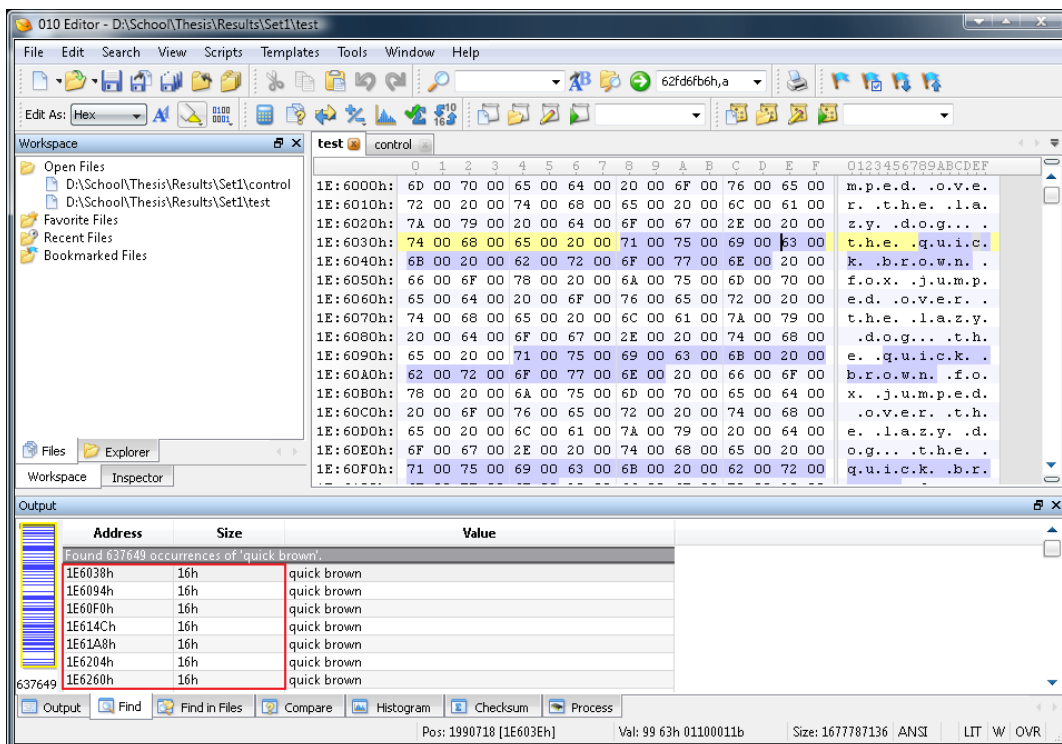 010 Editor - D:\School\Thesis\Results\Set1\test
File Edit Search View Scripts Templates Tools Window Help
62fd6fb6h,a
Edit As: Hex
Workspace
Open Files
D:\School\Thesis\Results\Set1\control
D:\School\Thesis\Results\Set1\test
Favorite Files
Recent Files
Bookmarked Files
Files Explorer
Workspace Inspector
test control
0 1 2 3 4 5 6 7 8 9 A B C D E F 0123456789ABCDEF
1E:6000h: 6D 00 70 00 65 00 64 00 20 00 6F 00 76 00 65 00 m.p.e.d. .o.v.e.
1E:6010h: 72 00 20 00 74 00 68 00 65 00 20 00 6C 00 61 00 r. .t.h.e. .l.a.
1E:6020h: 7A 00 79 00 20 00 64 00 6F 00 67 00 2E 00 20 00 z.y. .d.o.g... .
1E:6030h: 74 00 68 00 65 00 20 00 71 00 75 00 69 00 63 00 t.h.e. .q.u.i.c.
1E:6040h: 6B 00 20 00 62 00 72 00 6F 00 77 00 6E 00 20 00 k. .b.r.o.w.n. .
1E:6050h: 66 00 6F 00 78 00 20 00 6A 00 75 00 6D 00 70 00 f.o.x. .j.u.m.p.
1E:6060h: 65 00 64 00 20 00 6F 00 76 00 65 00 72 00 20 00 e.d. .o.v.e.r. .
1E:6070h: 74 00 68 00 65 00 20 00 6C 00 61 00 7A 00 79 00 t.h.e. .l.a.z.y.
1E:6080h: 20 00 64 00 6F 00 67 00 2E 00 20 00 74 00 68 00 .d.o.g... .t.h.
1E:6090h: 65 00 20 00 71 00 75 00 69 00 63 00 6B 00 20 00 e. .q.u.i.c.k. .
1E:60A0h: 62 00 72 00 6F 00 77 00 6E 00 20 00 66 00 6F 00 b.r.o.w.n. .f.o.
1E:60B0h: 78 00 20 00 6A 00 75 00 6D 00 70 00 65 00 64 00 x. .j.u.m.p.e.d.
1E:60C0h: 20 00 6F 00 76 00 65 00 72 00 20 00 74 00 68 00 .o.v.e.r. .t.h.
1E:60D0h: 65 00 20 00 6C 00 61 00 7A 00 79 00 20 00 64 00 e. .l.a.z.y. .d.
1E:60E0h: 6F 00 67 00 2E 00 20 00 74 00 68 00 65 00 20 00 o.g... .t.h.e. .
1E:60F0h: 71 00 75 00 69 00 63 00 6B 00 20 00 62 00 72 00 q.u.i.c.k. .b.r.
Output
Address Size Value
Found 637649 occurrences of 'quick brown'.
1E6038h 16h quick brown
1E6094h 16h quick brown
1E60F0h 16h quick brown
1E614Ch 16h quick brown
1E61A8h 16h quick brown
1E6204h 16h quick brown
1E6260h 16h quick brown
637649
Output Find Find in Files Compare Histogram Checksum Process
Pos: 1990718 [1E603Eh] Val: 99 63h 01100011b Size: 1677787136 ANSI LIT W OVR